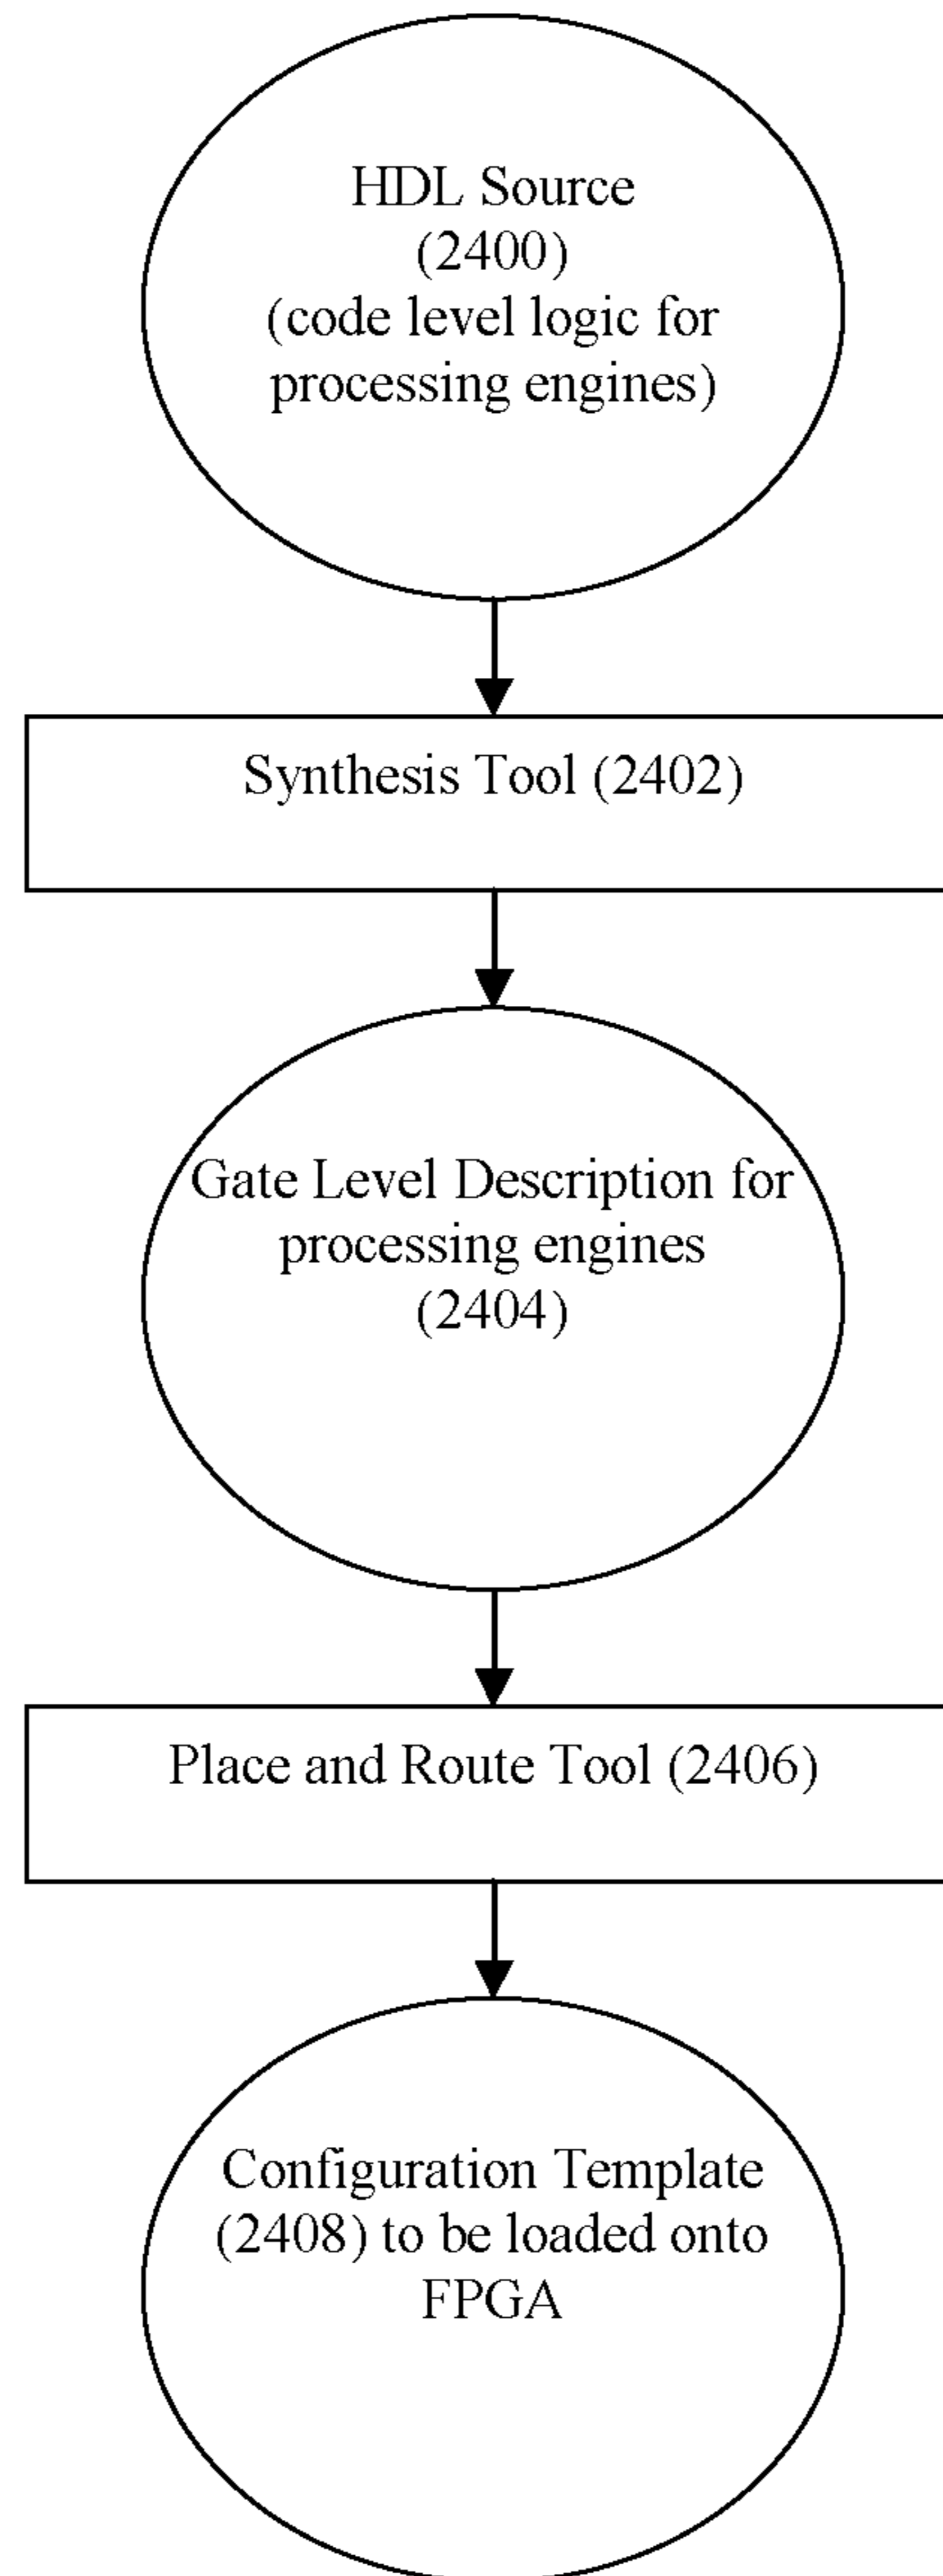 HDL Source
(2400)
(code level logic for
processing engines)
Synthesis Tool (2402)
Gate Level Description for
processing engines
(2404)
Place and Route Tool (2406)
Configuration Template
(2408) to be loaded onto
FPGA